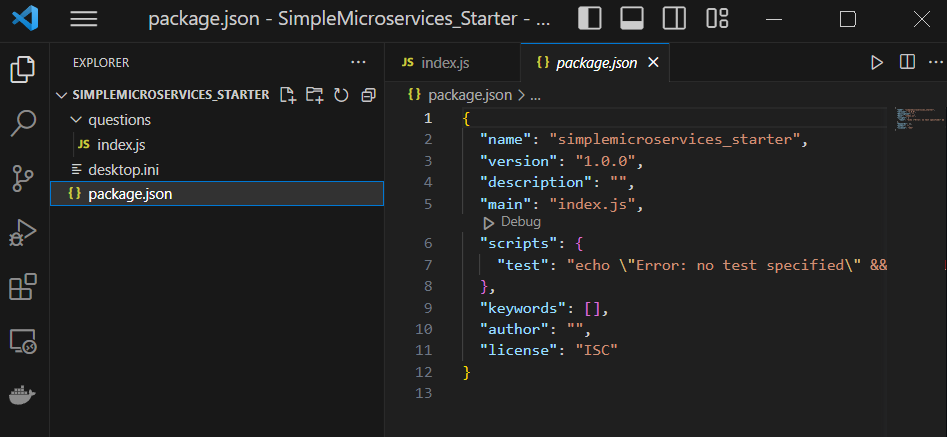 package.json - SimpleMicroservices_Starter - ...
EXPLORER
SIMPLEMICROSERVICES_STARTER
questions
JS index.js
desktop.ini
{} package.json
JS index.js
{} package.json
{} package.json > ...
1 {
2 "name": "simplemicroservices_starter",
3 "version": "1.0.0",
4 "description": "",
5 "main": "index.js",
Debug
6 "scripts": {
7 "test": "echo \"Error: no test specified\" &&
8 },
9 "keywords": [],
10 "author": "",
11 "license": "ISC"
12 }
13